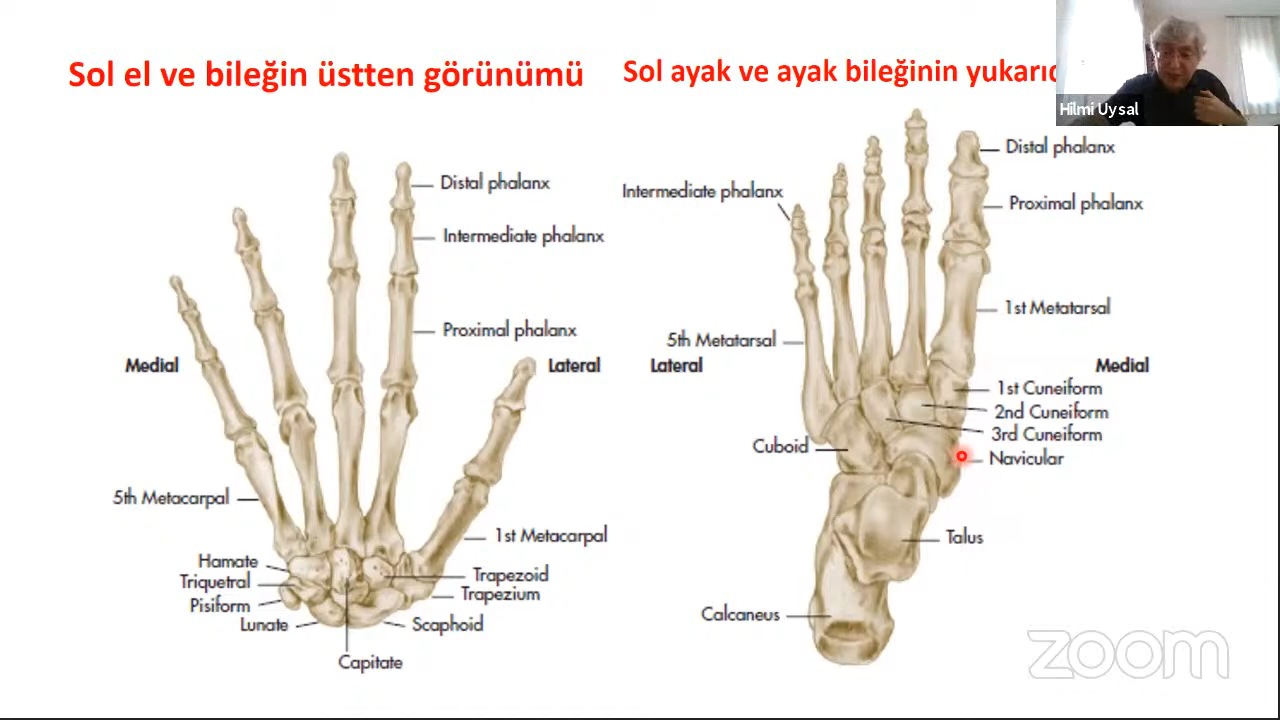 Sol el ve bileğin üstten görünümü
Sol ayak ve ayak bileğinin
Hilmi Uysal
Distal phalanx
Intermediate phalanx
Proximal phalanx
Medial
Lateral
5th Metacarpal
1st Metacarpal
Hamate
Triquetral
Pisiform
Lunate
Capitate
Trapezoid
Trapezium
Scaphoid
Intermediate phalanx
Distal phalanx
Proximal phalanx
1st Metatarsal
5th Metatarsal
Lateral
Medial
1st Cuneiform
2nd Cuneiform
3rd Cuneiform
Navicular
Cuboid
Talus
Calcaneus
zoom